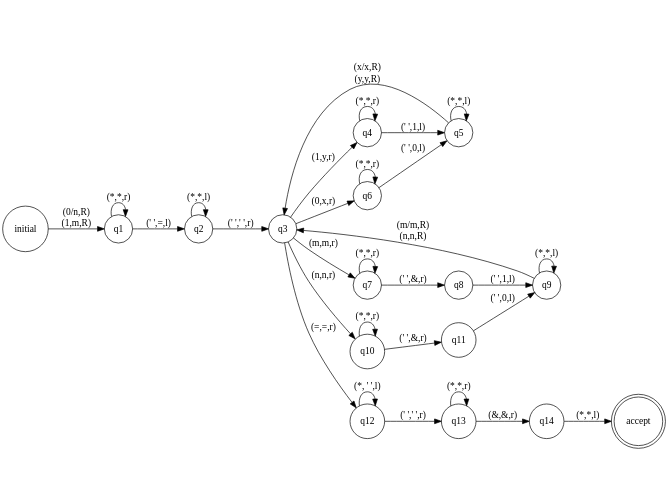 (x/x,R)
(y,y,R)
(*,*,r)
(*,*,l)
q4
(' ',1,l)
q5
(' ',0,l)
(1,y,r)
(*,*,r)
q6
(0,x,r)
(*,*,r)
(*,*,l)
(0/n,R)
(1,m,R)
(' ',=,l)
(' ',' ',r)
initial
q1
q2
q3
(m/m,R)
(n,n,R)
(m,m,r)
(*,*,r)
(*,*,l)
(n,n,r)
(' ',&,r)
(' ',1,l)
q7
q8
q9
(' ',0,l)
(*,*,r)
(=,=,r)
(' ',&,r)
q10
q11
(*, ' ',l)
(*,*,r)
q12
(' ',' ',r)
q13
(&,&,r)
q14
(*,*,l)
accept